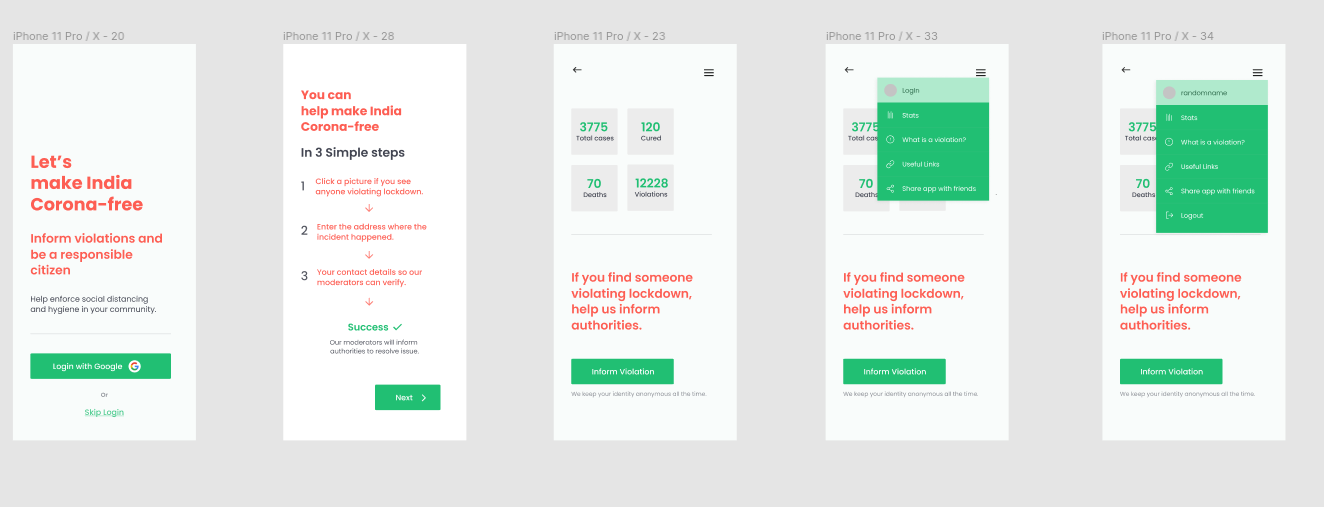 iPhone 11 Pro / X - 20
Let's
make India
Corona-free
Inform violations and
be a responsible
citizen
Help enforce social distancing
and hygiene in your community.
Login with Google
Or
Skip Login
iPhone 11 Pro / X - 28
You can
help make India
Corona-free
In 3 Simple steps
1 Click a picture if you see
anyone violating lockdown.
2 Enter the address where the
incident happened.
3 Your contact details so our
moderators can verify.
Success
Our moderators will inform
authorities to resolve issue.
Next
iPhone 11 Pro / X - 23
3775 120
Total cases Cured
70 12228
Deaths Violations
If you find someone
violating lockdown,
help us inform
authorities.
Inform Violation
We keep your identity anonymous all the time.
iPhone 11 Pro / X - 33
Login
Stats
What is a violation?
Useful Links
Share app with friends
3775
Total cas
70
Deaths
If you find someone
violating lockdown,
help us inform
authorities.
Inform Violation
We keep your identity anonymous all the time.
iPhone 11 Pro / X - 34
randomname
Stats
What is a violation?
Useful Links
Share app with friends
Logout
3775
Total cas
70
Deaths
If you find someone
violating lockdown,
help us inform
authorities.
Inform Violation
We keep your identity anonymous all the time.